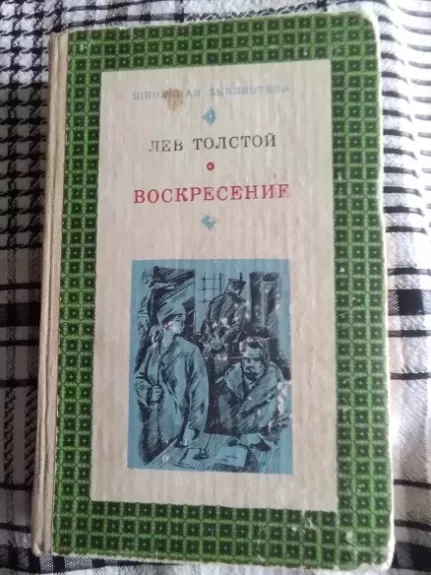 ШКОЛЬНАЯ БИБЛИОТЕКА
ЛЕВ ТОЛСТОЙ
ВОСКРЕСЕНИЕ